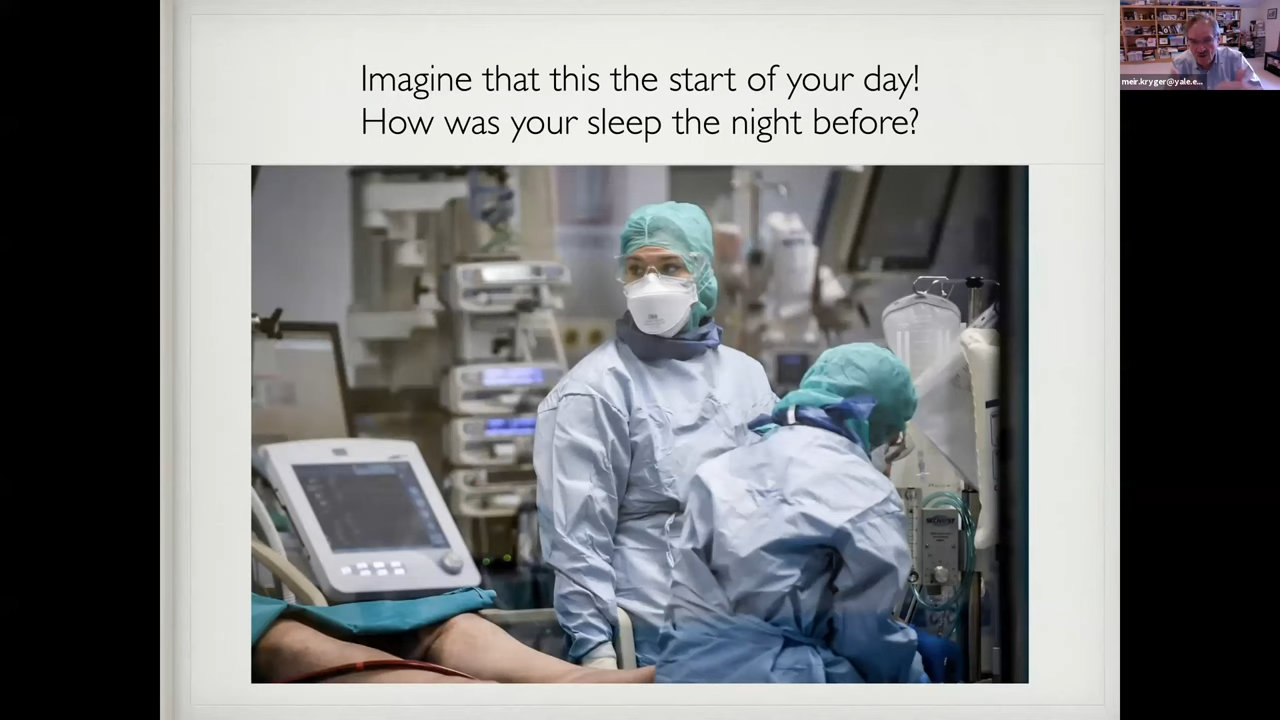 Imagine that this the start of your day!
How was your sleep the night before?
meir.kryger@yale.e...